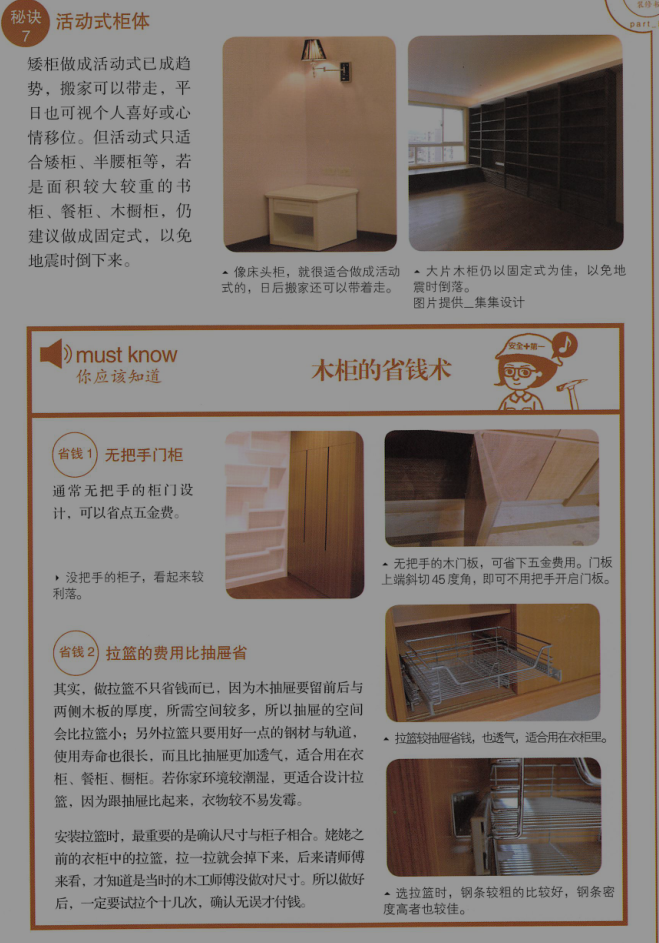 秘诀
7
活动式柜体
part_
矮柜做成活动式已成趋
势，搬家可以带走，平
日也可视个人喜好或心
情移位。但活动式只适
合矮柜、半腰柜等，若
是面积较大较重的书
柜、餐柜、木橱柜，仍
建议做成固定式，以免
地震时倒下来。
像床头柜，就很适合做成活动
式的，日后搬家还可以带着走。
大片木柜仍以固定式为佳，以免地
震时倒落。
图片提供__集集设计
must know
你应该知道
木柜的省钱术
安全+第一
省钱 1
无把手门柜
通常无把手的柜门设
计，可以省点五金费。
没把手的柜子，看起来较
利落。
无把手的木门板，可省下五金费用。门板
上端斜切45度角，即可不用把手开启门板。
省钱 2
拉篮的费用比抽屉省
其实，做拉篮不只省钱而已，因为木抽屉要留前后与
两侧木板的厚度，所需空间较多，所以抽屉的空间
会比拉篮小；另外拉篮只要用好一点的钢材与轨道，
使用寿命也很长，而且比抽屉更加透气，适合用在衣
柜、餐柜、橱柜。若你家环境较潮湿，更适合设计拉
篮，因为跟抽屉比起来，衣物较不易发霉。
安装拉篮时，最重要的是确认尺寸与柜子相合。姥姥之
前的衣柜中的拉篮，拉一拉就会掉下来，后来请师傅
来看，才知道是当时的木工师傅没做对尺寸。所以做好
后，一定要试拉个十几次，确认无误才付钱。
拉篮较抽屉省钱，也透气，适合用在衣柜里。
选拉篮时，钢条较粗的比较好，钢条密
度高者也较佳。